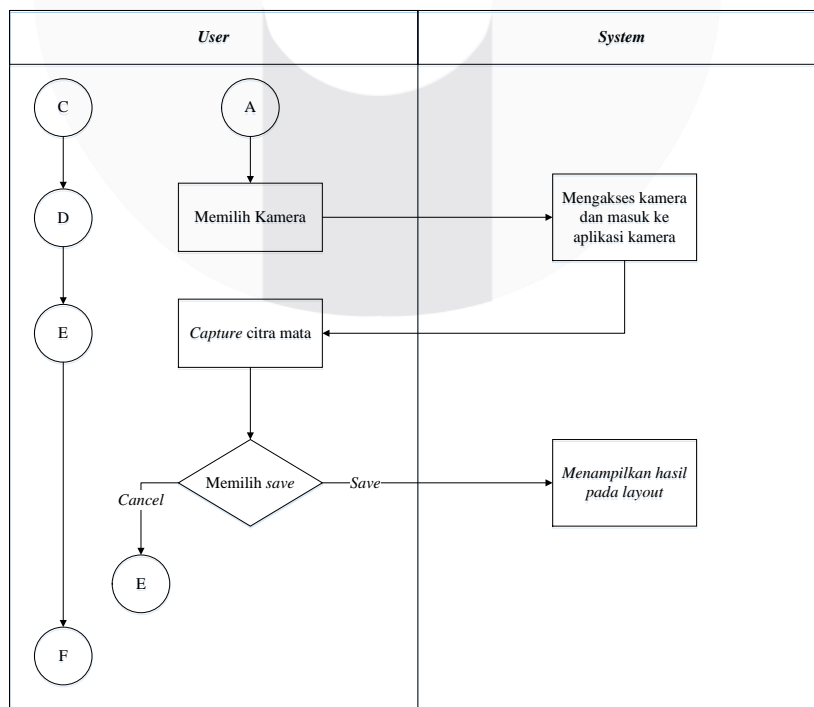 User
System
C
A
D
Memilih Kamera
Mengakses kamera
dan masuk ke
aplikasi kamera
E
Capture citra mata
Memilih save
Save
Cancel
Menampilkan hasil
pada layout
E
F